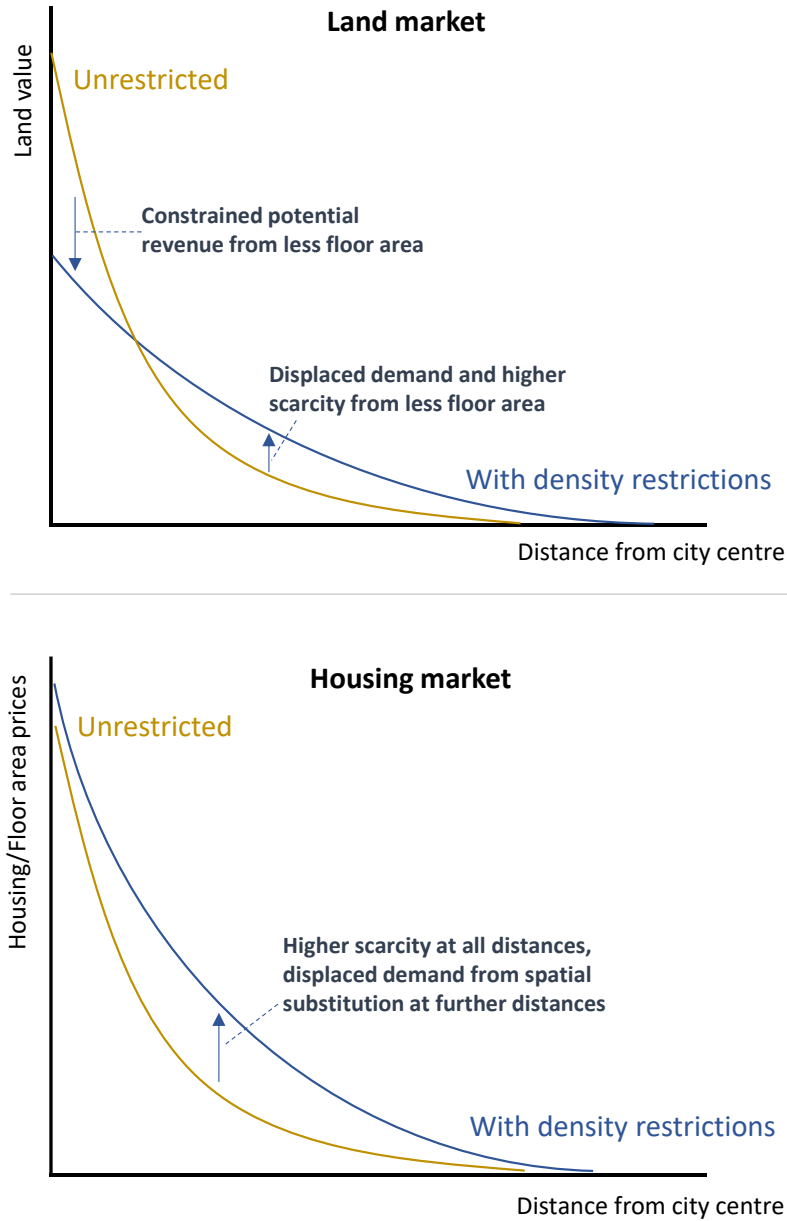 Land market
Land value
Unrestricted
Constrained potential
revenue from less floor area
Displaced demand and higher
scarcity from less floor area
With density restrictions
Distance from city centre
Housing market
Housing/Floor area prices
Unrestricted
Higher scarcity at all distances,
displaced demand from spatial
substitution at further distances
With density restrictions
Distance from city centre